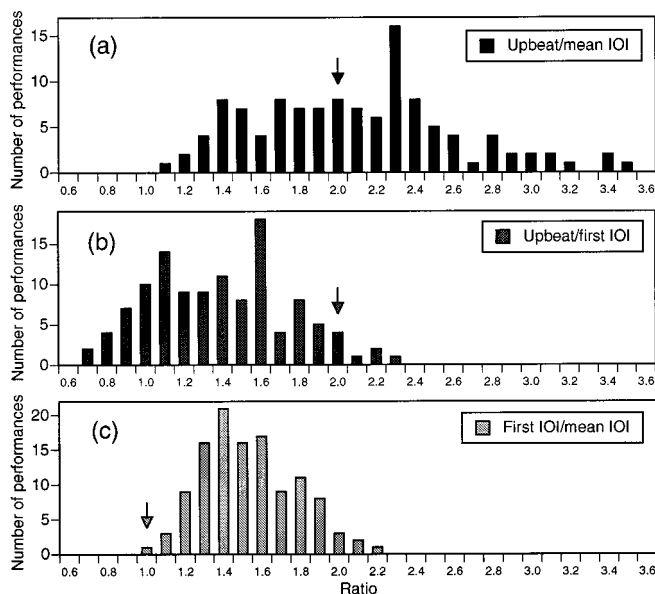 15
10
5
0
Number of performances
(a)
Upbeat/mean IOI
0.6 0.8 1.0 1.2 1.4 1.6 1.8 2.0 2.2 2.4 2.6 2.8 3.0 3.2 3.4 3.6
15
10
5
0
Number of performances
(b)
Upbeat/first IOI
0.6 0.8 1.0 1.2 1.4 1.6 1.8 2.0 2.2 2.4 2.6 2.8 3.0 3.2 3.4 3.6
20
15
10
5
0
Number of performances
(c)
First IOI/mean IOI
0.6 0.8 1.0 1.2 1.4 1.6 1.8 2.0 2.2 2.4 2.6 2.8 3.0 3.2 3.4 3.6
Ratio